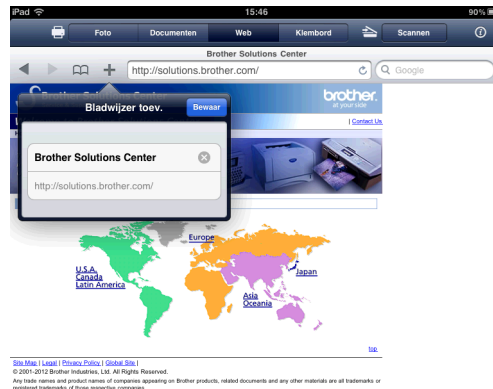 iPad 15:46 90%
Foto Documenten Web Klembord Scannen
Brother Solutions Center
http://solutions.brother.com/ Google
brother.
at your side
Bladwijzer toev. Bewaar
Contact Us
Brother Solutions Center
http://solutions.brother.com/
Europe
U.S.A.
Canada
Latin America
Japan
Asia
Oceania
top
Site Map | Legal | Privacy Policy | Global Site |
© 2001-2012 Brother Industries, Ltd. All Rights Reserved.
Any trade names and product names of companies appearing on Brother products, related documents and any other materials are all trademarks or
registered trademarks of those respective companies.